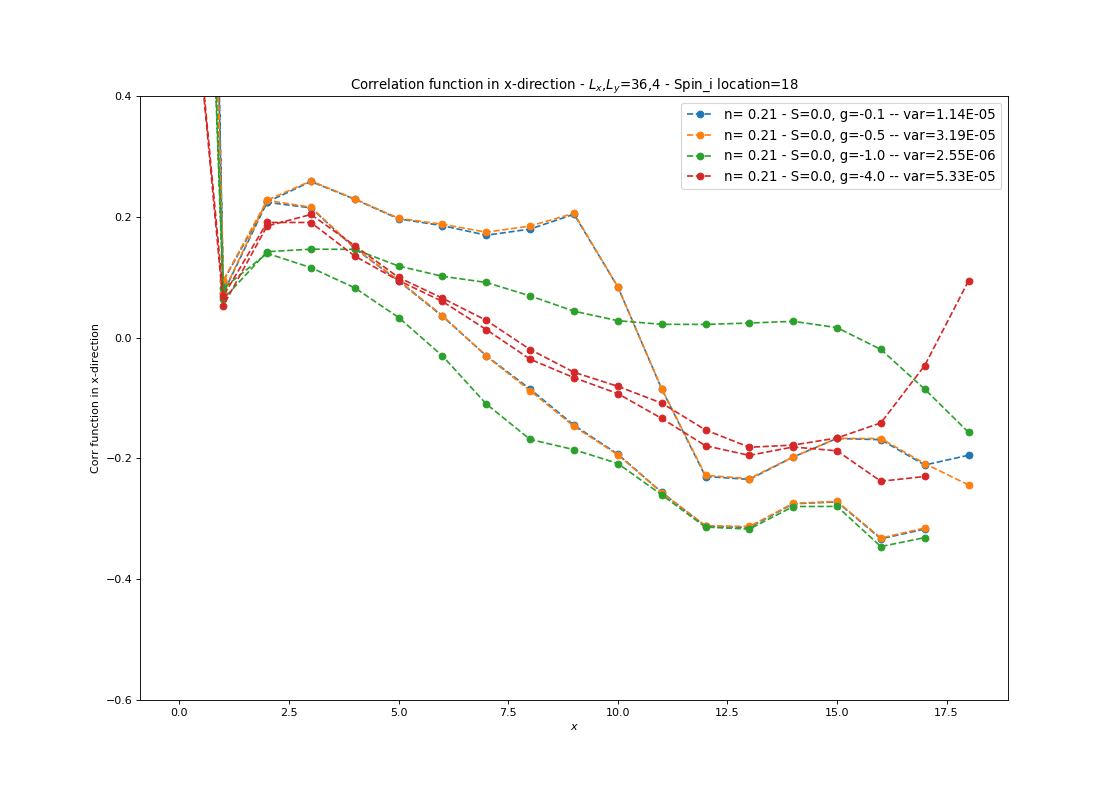 Correlation function in x-direction - Lx,Ly=36,4 - Spin_i location=18
n= 0.21 - S=0.0, g=-0.1 -- var=1.14E-05
n= 0.21 - S=0.0, g=-0.5 -- var=3.19E-05
n= 0.21 - S=0.0, g=-1.0 -- var=2.55E-06
n= 0.21 - S=0.0, g=-4.0 -- var=5.33E-05
Corr function in x-direction
0.4
0.2
0.0
−0.2
−0.4
−0.6
0.0 2.5 5.0 7.5 10.0 12.5 15.0 17.5
x